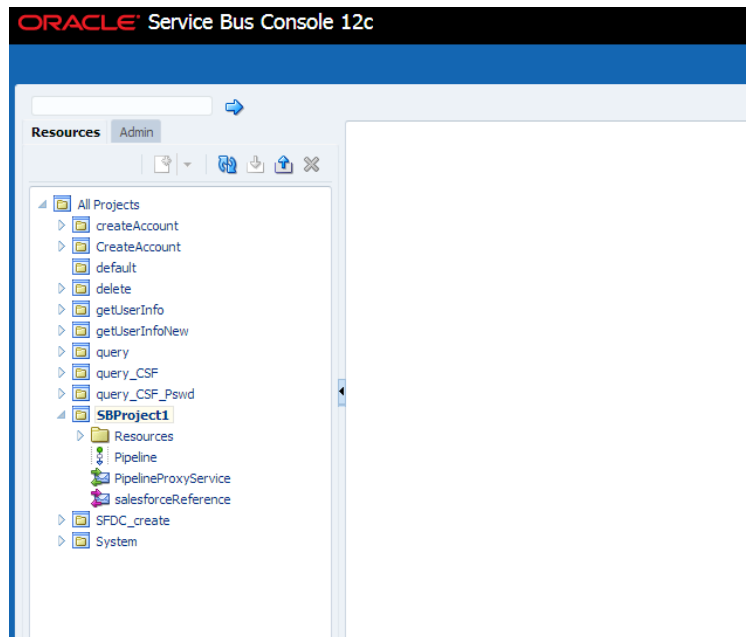 ORACLE Service Bus Console 12c
Resources Admin
All Projects
createAccount
CreateAccount
default
delete
getUserInfo
getUserInfoNew
query
query_CSF
query_CSF_Pswd
SBProject1
Resources
Pipeline
PipelineProxyService
salesforceReference
SFDC_create
System